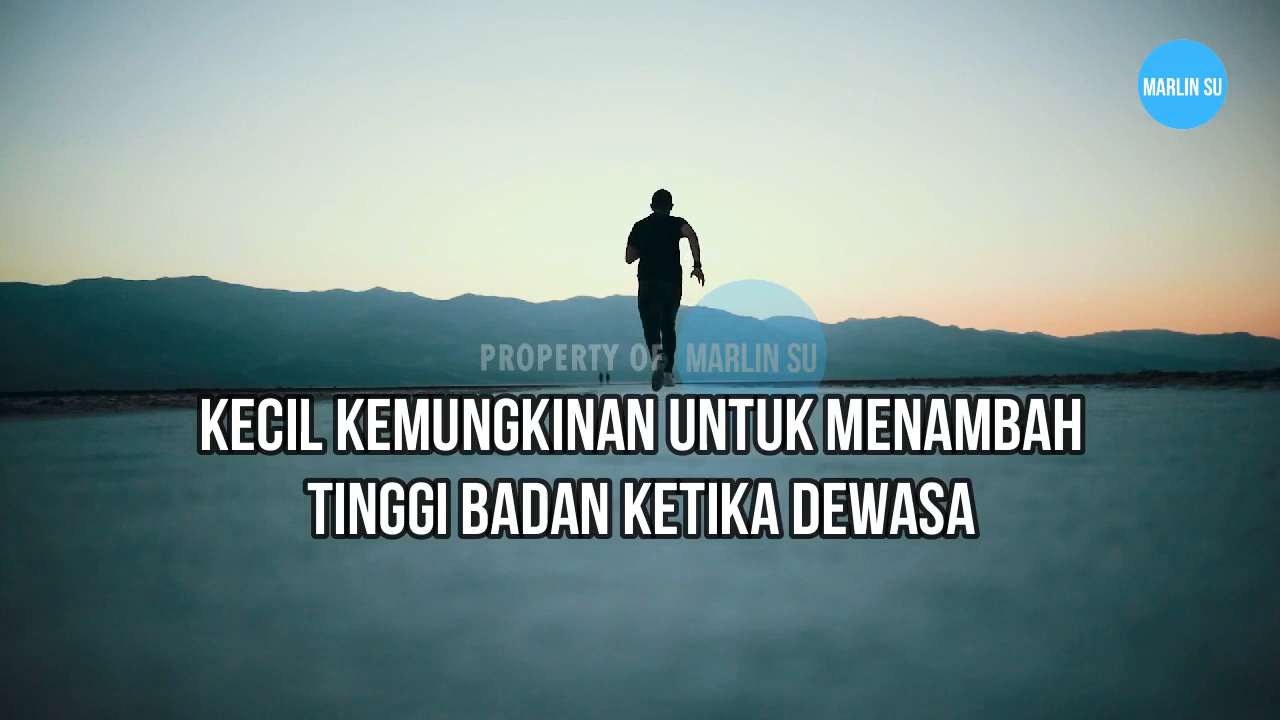 MARLIN SU
PROPERTY OF MARLIN SU
KECIL KEMUNGKINAN UNTUK MENAMBAH
TINGGI BADAN KETIKA DEWASA